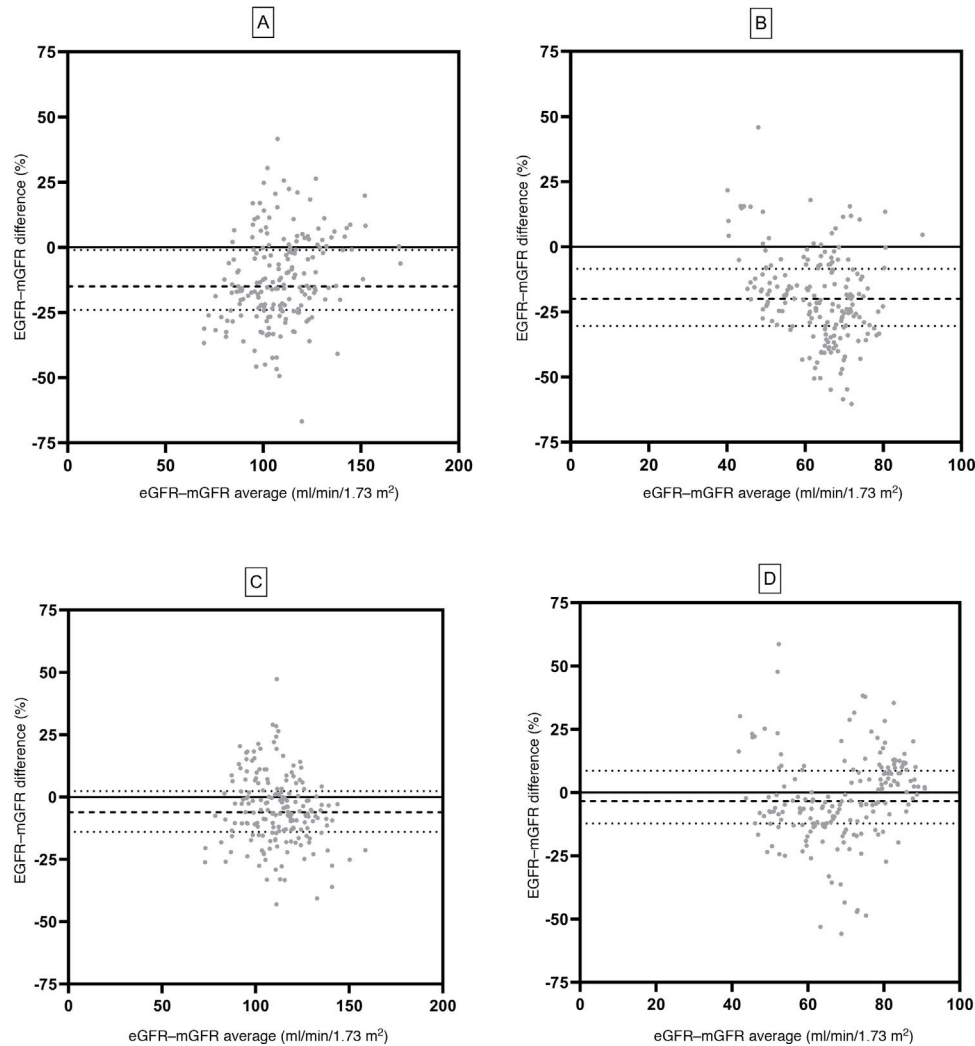 A
75
50
25
0
-25
-50
-75
EGFR–mGFR difference (%)
0 50 100 150 200
eGFR–mGFR average (ml/min/1.73 m²)
B
75
50
25
0
-25
-50
-75
EGFR–mGFR difference (%)
0 20 40 60 80 100
eGFR–mGFR average (ml/min/1.73 m²)
C
75
50
25
0
-25
-50
-75
EGFR–mGFR difference (%)
0 50 100 150 200
eGFR–mGFR average (ml/min/1.73 m²)
D
75
50
25
0
-25
-50
-75
EGFR–mGFR difference (%)
0 20 40 60 80 100
eGFR–mGFR average (ml/min/1.73 m²)